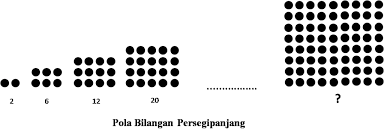 2 6 12 20 .................. ?
Pola Bilangan Persegipanjang